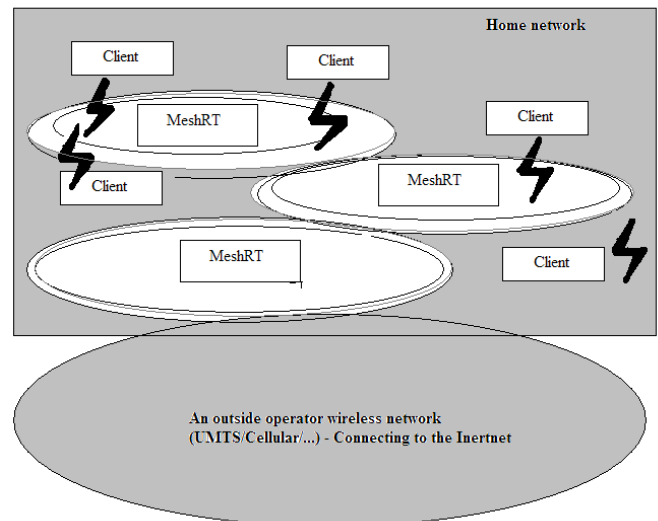 Home network
Client
Client
MeshRT
Client
Client
MeshRT
MeshRT
Client
An outside operator wireless network
(UMTS/Cellular/...) - Connecting to the Inertnet